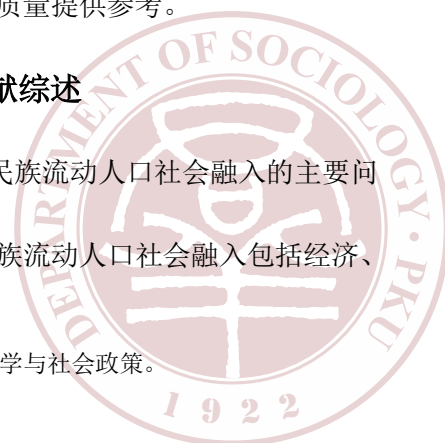 质量提供参考。
献综述
民族流动人口社会融入的主要问
族流动人口社会融入包括经济、
学与社会政策。
DEPARTMENT OF SOCIOLOGY · PKU
1922